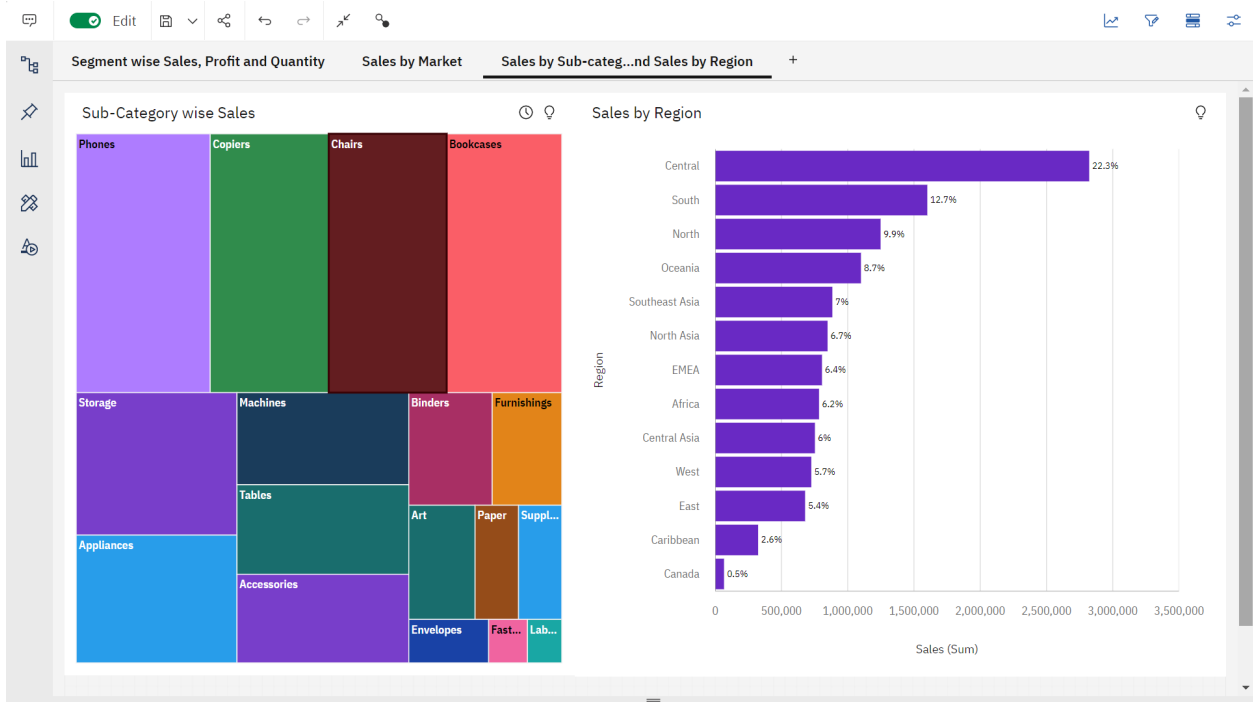 Edit
Segment wise Sales, Profit and Quantity
Sales by Market
Sales by Sub-categ...nd Sales by Region
+
Sub-Category wise Sales
Phones
Copiers
Chairs
Bookcases
Storage
Machines
Binders
Furnishings
Tables
Art
Paper
Suppl...
Appliances
Accessories
Envelopes
Fast...
Lab...
Sales by Region
Region
Central 22.3%
South 12.7%
North 9.9%
Oceania 8.7%
Southeast Asia 7%
North Asia 6.7%
EMEA 6.4%
Africa 6.2%
Central Asia 6%
West 5.7%
East 5.4%
Caribbean 2.6%
Canada 0.5%
0 500,000 1,000,000 1,500,000 2,000,000 2,500,000 3,000,000 3,500,000
Sales (Sum)